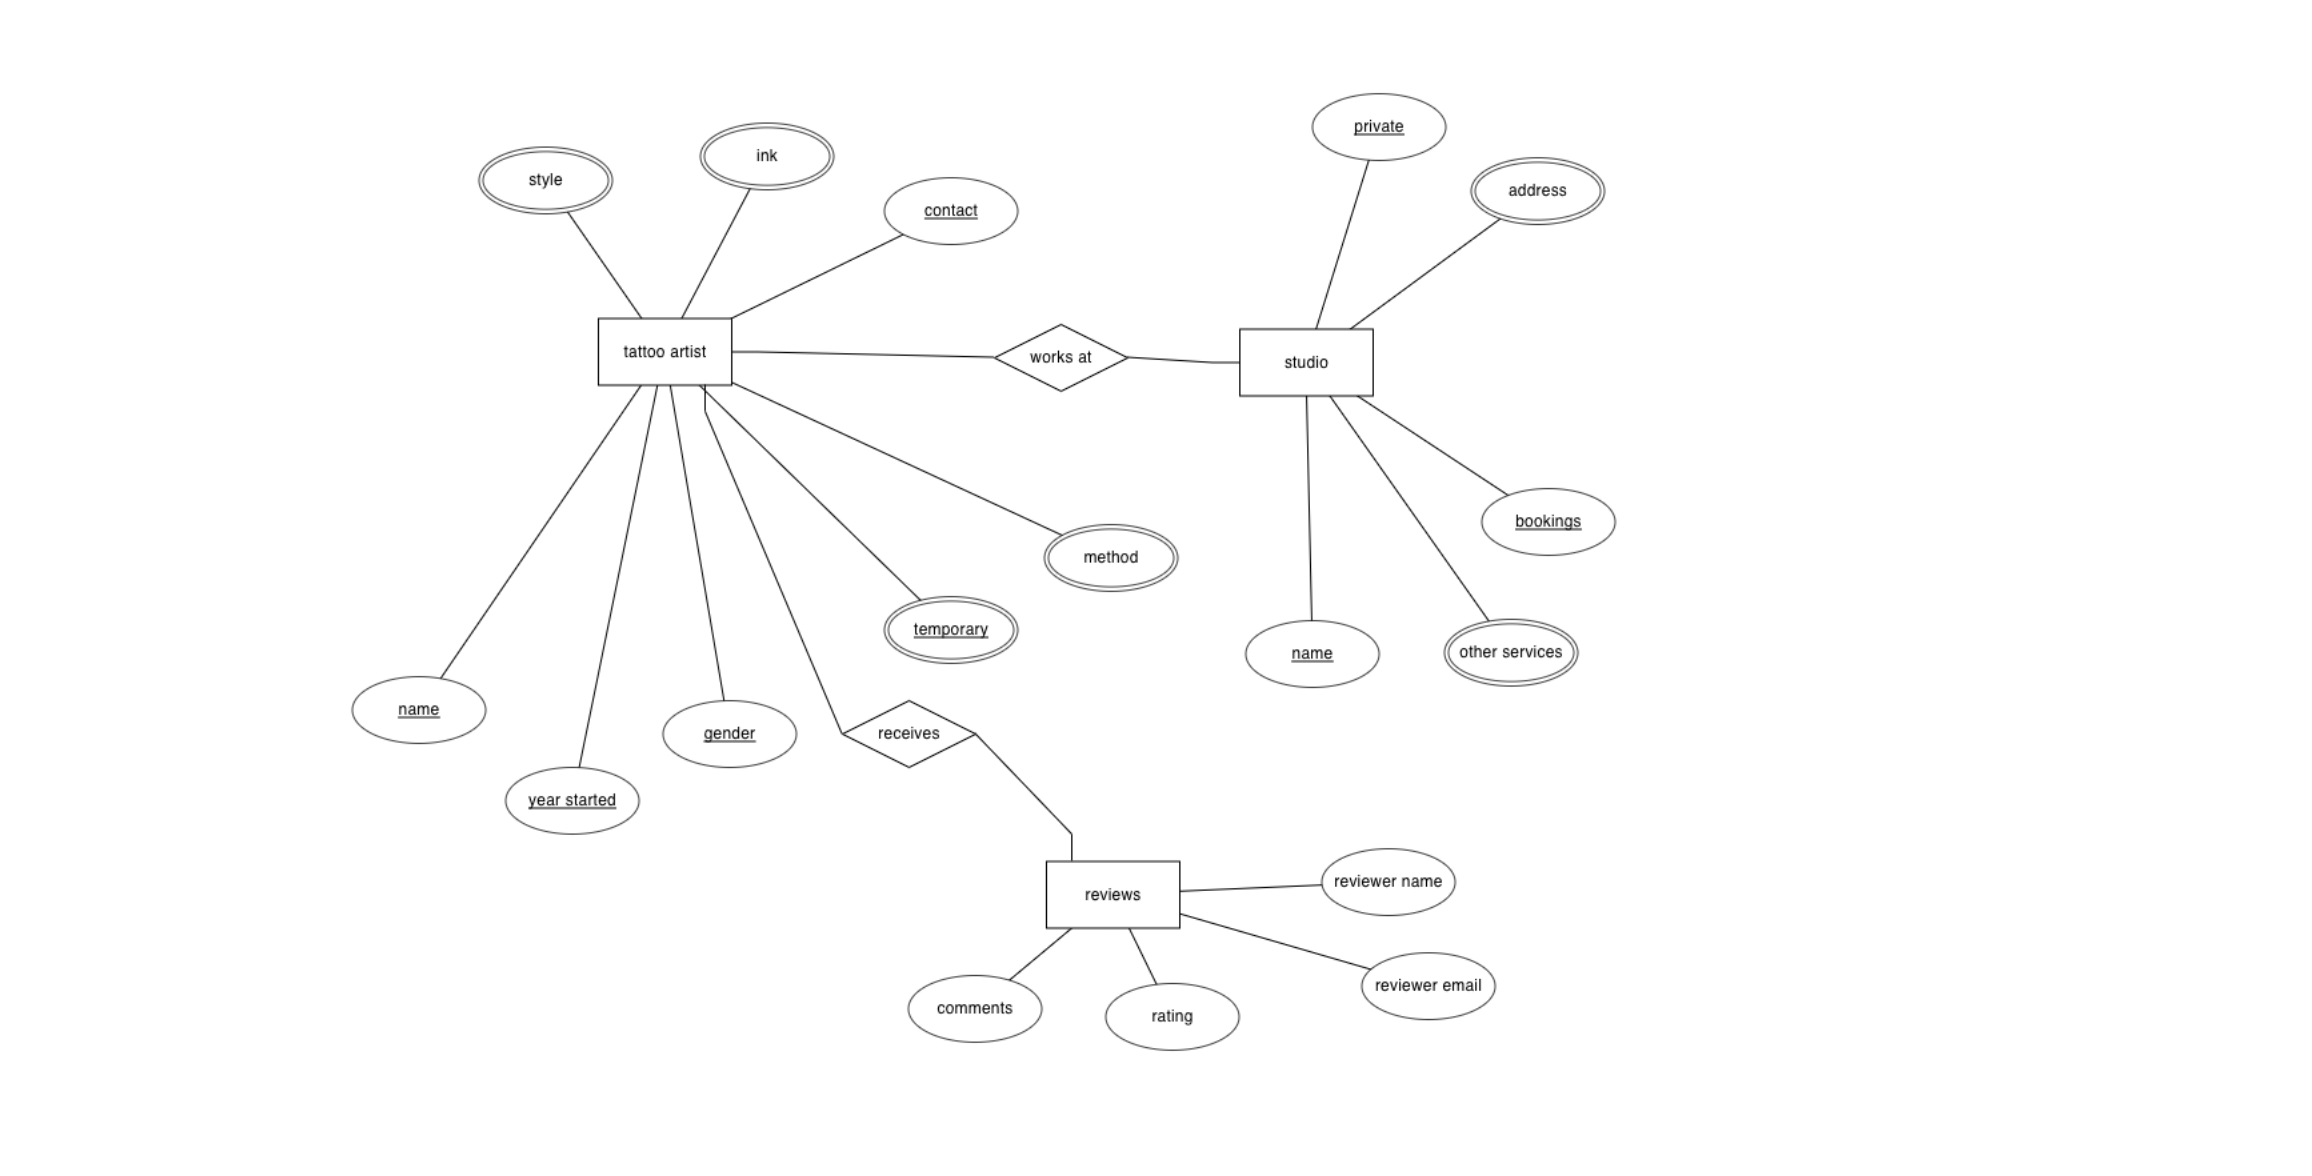 private
ink
style
address
contact
tattoo artist
works at
studio
bookings
method
temporary
name
other services
name
gender
receives
year started
reviewer name
reviews
reviewer email
comments
rating